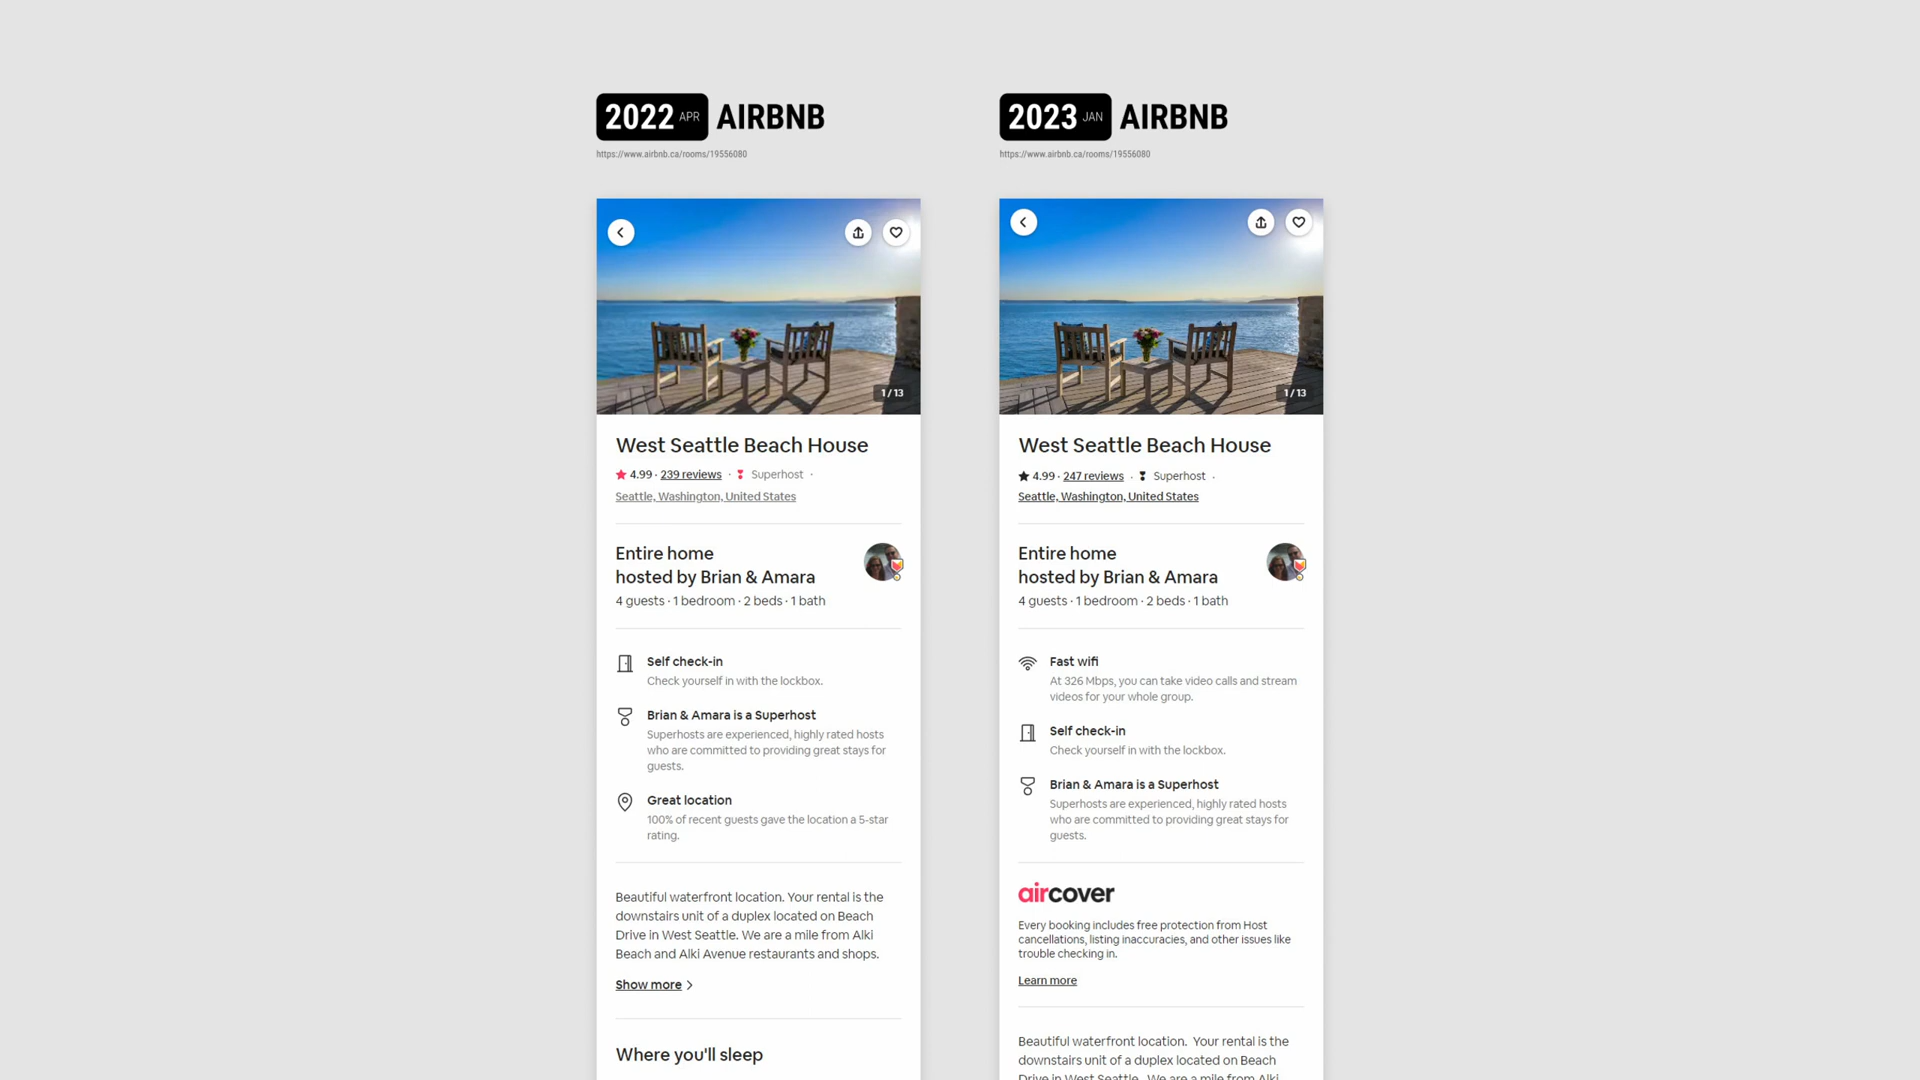 2022 APR AIRBNB
https://www.airbnb.ca/rooms/19556080
1 / 13
West Seattle Beach House
4.99 · 239 reviews · Superhost ·
Seattle, Washington, United States
Entire home
hosted by Brian & Amara
4 guests · 1 bedroom · 2 beds · 1 bath
Self check-in
Check yourself in with the lockbox.
Brian & Amara is a Superhost
Superhosts are experienced, highly rated hosts
who are committed to providing great stays for
guests.
Great location
100% of recent guests gave the location a 5-star
rating.
Beautiful waterfront location. Your rental is the
downstairs unit of a duplex located on Beach
Drive in West Seattle. We are a mile from Alki
Beach and Alki Avenue restaurants and shops.
Show more
Where you'll sleep
2023 JAN AIRBNB
https://www.airbnb.ca/rooms/19556080
1 / 13
West Seattle Beach House
4.99 · 247 reviews · Superhost ·
Seattle, Washington, United States
Entire home
hosted by Brian & Amara
4 guests · 1 bedroom · 2 beds · 1 bath
Fast wifi
At 326 Mbps, you can take video calls and stream
videos for your whole group.
Self check-in
Check yourself in with the lockbox.
Brian & Amara is a Superhost
Superhosts are experienced, highly rated hosts
who are committed to providing great stays for
guests.
aircover
Every booking includes free protection from Host
cancellations, listing inaccuracies, and other issues like
trouble checking in.
Learn more
Beautiful waterfront location. Your rental is the
downstairs unit of a duplex located on Beach
Drive in West Seattle. We are a mile from Alki